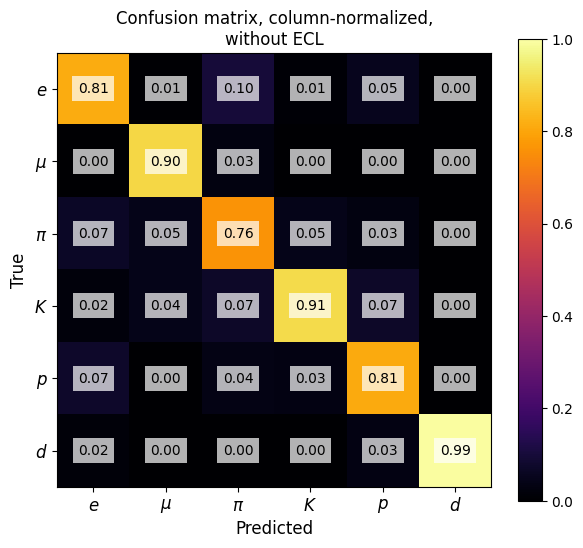 Confusion matrix, column-normalized,
without ECL
True
e 0.81 0.01 0.10 0.01 0.05 0.00
μ 0.00 0.90 0.03 0.00 0.00 0.00
π 0.07 0.05 0.76 0.05 0.03 0.00
K 0.02 0.04 0.07 0.91 0.07 0.00
p 0.07 0.00 0.04 0.03 0.81 0.00
d 0.02 0.00 0.00 0.00 0.03 0.99
e μ π K p d
Predicted
1.0
0.8
0.6
0.4
0.2
0.0